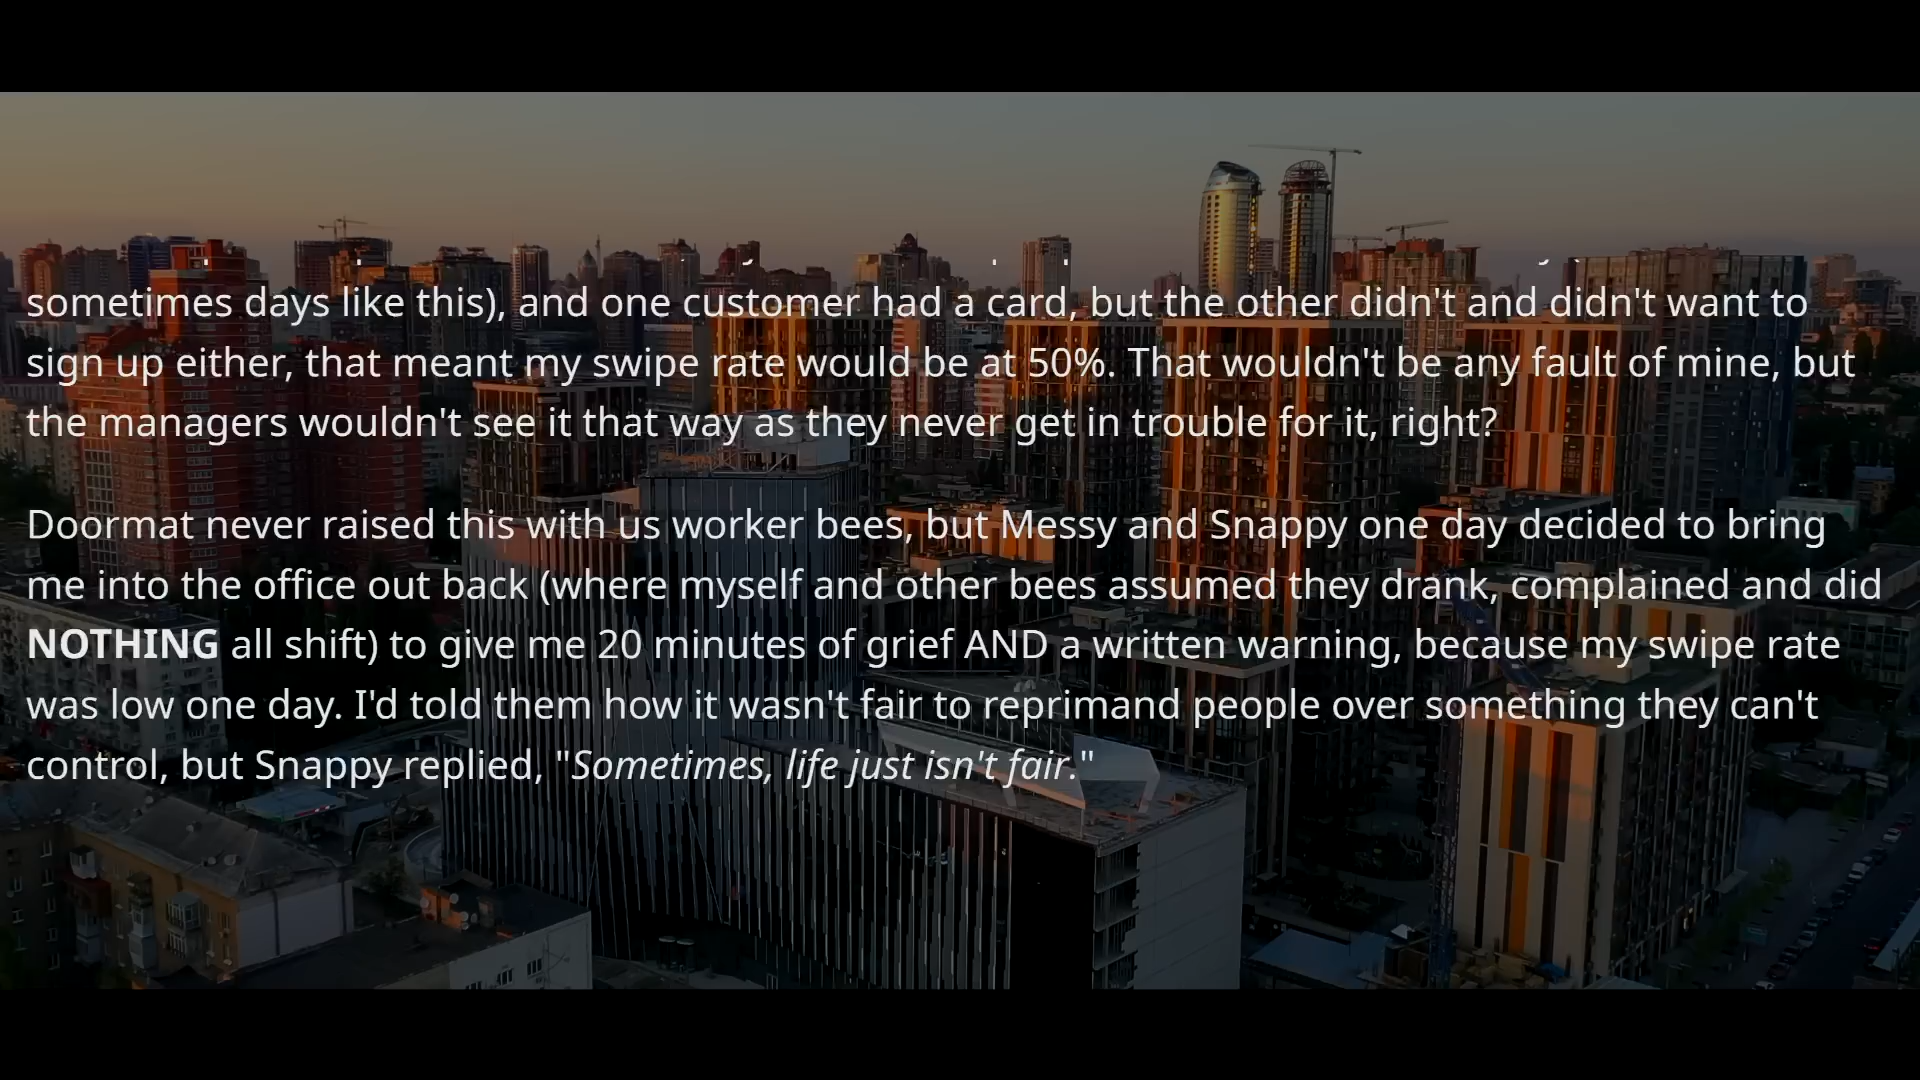 sometimes days like this), and one customer had a card, but the other didn't and didn't want to
sign up either, that meant my swipe rate would be at 50%. That wouldn't be any fault of mine, but
the managers wouldn't see it that way as they never get in trouble for it, right?
Doormat never raised this with us worker bees, but Messy and Snappy one day decided to bring
me into the office out back (where myself and other bees assumed they drank, complained and did
NOTHING all shift) to give me 20 minutes of grief AND a written warning, because my swipe rate
was low one day. I'd told them how it wasn't fair to reprimand people over something they can't
control, but Snappy replied, "Sometimes, life just isn't fair."